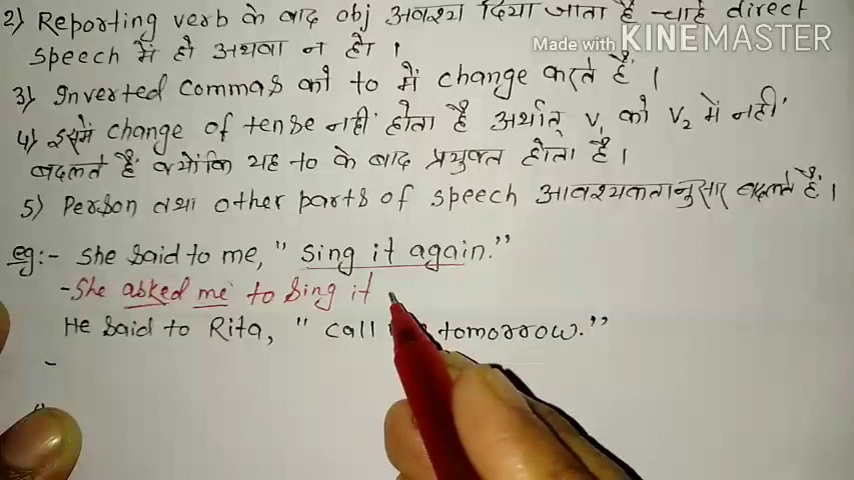 2) Reporting verb के बाद obj अवश्य दिया जाता है चाहे direct
speech में हो अथवा न हो ।
Made with KINEMASTER
3) Inverted commas को to में change करते हैं ।
4) इसमें change of tense नहीं होता है अर्थात् V₁ को V₂ में नहीं
बदलते हैं क्योंकि यह to के बाद प्रयुक्त होता है ।
5) Person तथा other parts of speech आवश्यकतानुसार बदलते हैं ।
eg:- She said to me, " Sing it again."
- She asked me to Sing it
He said to Rita, " call tomorrow."
-